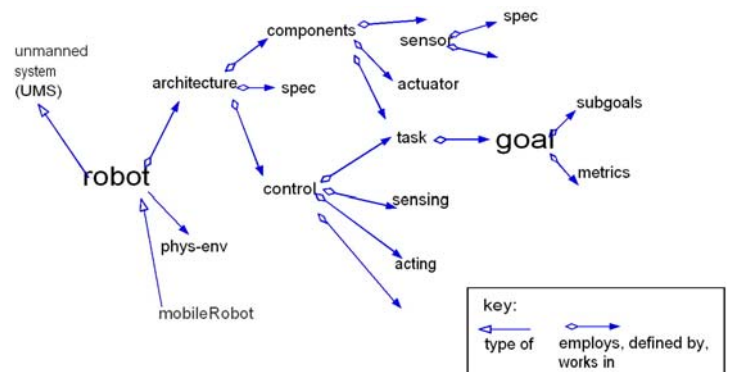 spec
components
sensor
unmanned
system
(UMS)
architecture
spec
actuator
subgoals
task
goal
robot
metrics
control
sensing
phys-env
acting
mobileRobot
key:
type of
employs, defined by,
works in